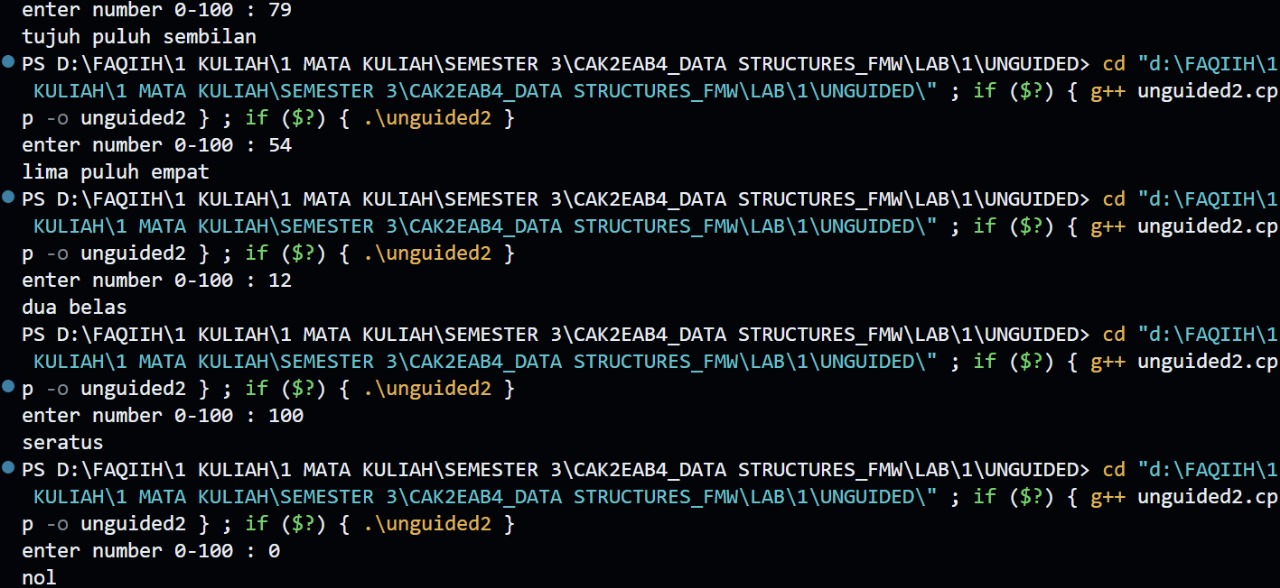 enter number 0-100 : 79
tujuh puluh sembilan
PS D:\FAQIIH\1 KULIAH\1 MATA KULIAH\SEMESTER 3\CAK2EAB4_DATA STRUCTURES_FMW\LAB\1\UNGUIDED> cd "d:\FAQIIH\1
 KULIAH\1 MATA KULIAH\SEMESTER 3\CAK2EAB4_DATA STRUCTURES_FMW\LAB\1\UNGUIDED\" ; if ($?) { g++ unguided2.cp
p -o unguided2 } ; if ($?) { .\unguided2 }
enter number 0-100 : 54
lima puluh empat
PS D:\FAQIIH\1 KULIAH\1 MATA KULIAH\SEMESTER 3\CAK2EAB4_DATA STRUCTURES_FMW\LAB\1\UNGUIDED> cd "d:\FAQIIH\1
 KULIAH\1 MATA KULIAH\SEMESTER 3\CAK2EAB4_DATA STRUCTURES_FMW\LAB\1\UNGUIDED\" ; if ($?) { g++ unguided2.cp
p -o unguided2 } ; if ($?) { .\unguided2 }
enter number 0-100 : 12
dua belas
PS D:\FAQIIH\1 KULIAH\1 MATA KULIAH\SEMESTER 3\CAK2EAB4_DATA STRUCTURES_FMW\LAB\1\UNGUIDED> cd "d:\FAQIIH\1
 KULIAH\1 MATA KULIAH\SEMESTER 3\CAK2EAB4_DATA STRUCTURES_FMW\LAB\1\UNGUIDED\" ; if ($?) { g++ unguided2.cp
p -o unguided2 } ; if ($?) { .\unguided2 }
enter number 0-100 : 100
seratus
PS D:\FAQIIH\1 KULIAH\1 MATA KULIAH\SEMESTER 3\CAK2EAB4_DATA STRUCTURES_FMW\LAB\1\UNGUIDED> cd "d:\FAQIIH\1
 KULIAH\1 MATA KULIAH\SEMESTER 3\CAK2EAB4_DATA STRUCTURES_FMW\LAB\1\UNGUIDED\" ; if ($?) { g++ unguided2.cp
p -o unguided2 } ; if ($?) { .\unguided2 }
enter number 0-100 : 0
nol